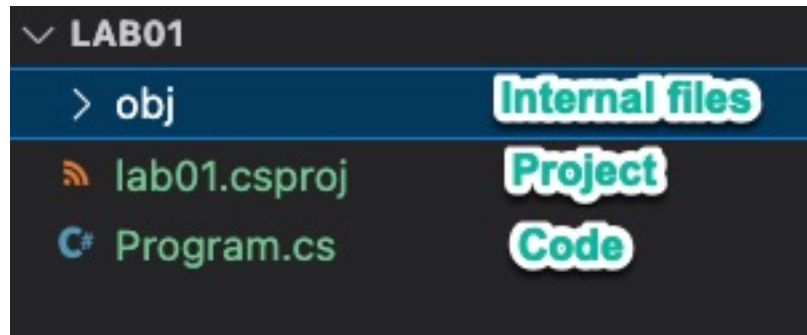 LAB01
obj Internal files
lab01.csproj Project
C# Program.cs Code